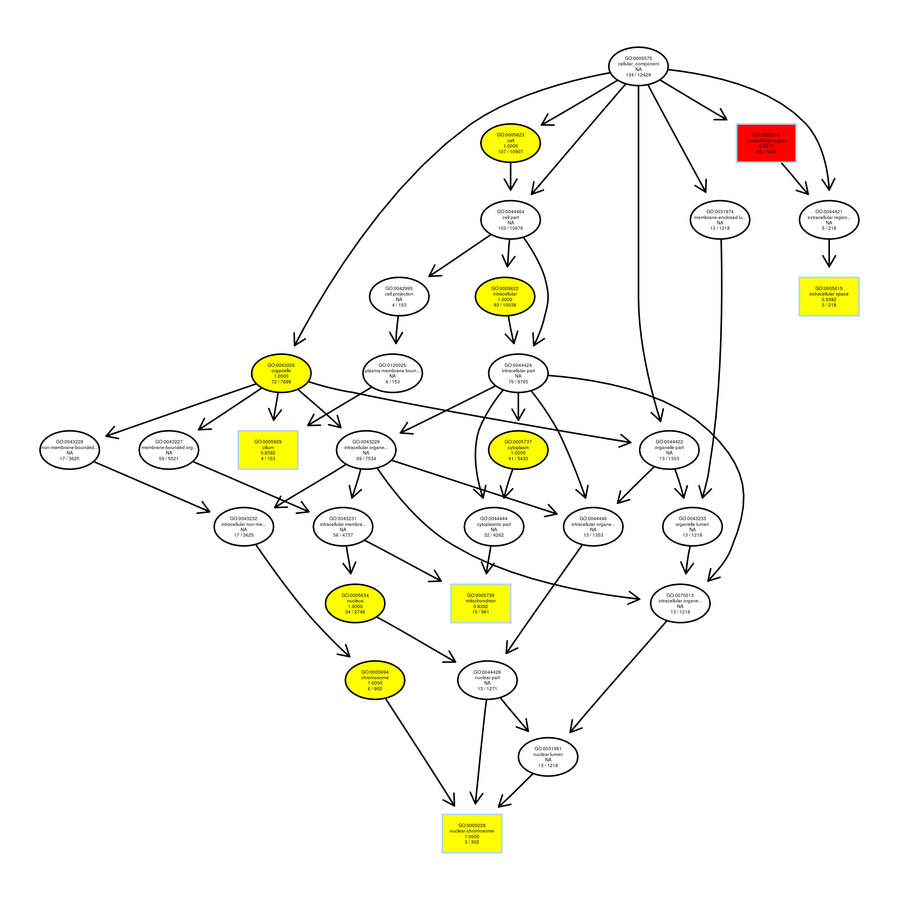 GO:0005575
cellular_component
NA
134 / 12429
GO:0005623
cell
1.0000
107 / 10907
extracellular region
GO:0044464
cell part
NA
103 / 10676
GO:0031974
membrane-enclosed lu...
NA
13 / 1218
GO:0044421
extracellular region...
NA
5 / 218
GO:0042995
cell projection
NA
4 / 153
GO:0005622
intracellular
1.0000
93 / 10038
GO:0005615
extracellular space
0.9392
5 / 218
GO:0043226
organelle
1.0000
72 / 7698
GO:0120025
plasma membrane boun...
NA
4 / 153
GO:0044424
intracellular part
NA
76 / 8765
GO:0043228
non-membrane-bounded...
NA
17 / 3625
GO:0043227
membrane-bounded org...
NA
59 / 5021
GO:0005929
cilium
0.9392
4 / 153
GO:0043229
intracellular organe...
NA
69 / 7534
GO:0005737
cytoplasm
1.0000
41 / 5433
GO:0044422
organelle part
NA
13 / 1353
GO:0043232
intracellular non-me...
NA
17 / 3625
GO:0043231
intracellular membra...
NA
56 / 4737
GO:0044444
cytoplasmic part
NA
32 / 4262
GO:0044446
intracellular organe...
NA
13 / 1353
GO:0043233
organelle lumen
NA
13 / 1218
GO:0005634
nucleus
1.0000
34 / 2748
GO:0005739
mitochondrion
0.9392
15 / 961
GO:0070013
intracellular organe...
NA
13 / 1218
GO:0005694
chromosome
1.0000
6 / 900
GO:0044428
nuclear part
NA
13 / 1271
GO:0031981
nuclear lumen
NA
13 / 1218
GO:0000228
nuclear chromosome
1.0000
3 / 302